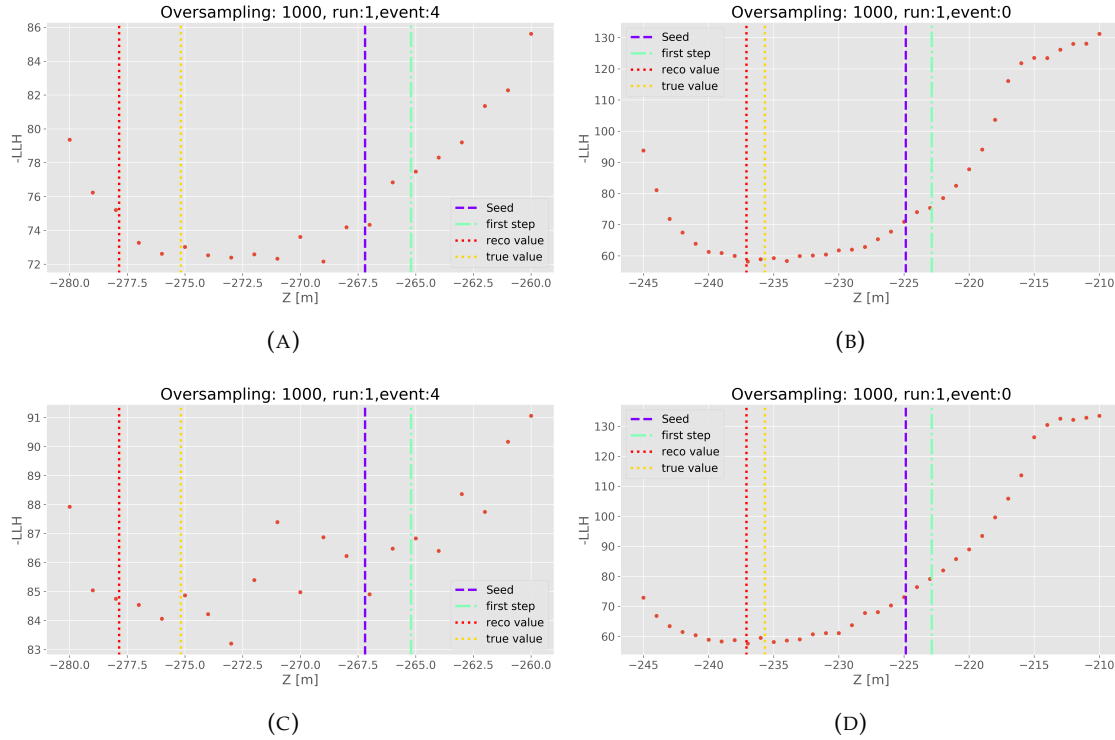 Oversampling: 1000, run:1,event:4
86
84
82
80
78
76
74
72
-LLH
Seed
first step
reco value
true value
−280.0 −277.5 −275.0 −272.5 −270.0 −267.5 −265.0 −262.5 −260.0
Z [m]
(A)
Oversampling: 1000, run:1,event:0
130
120
110
100
90
80
70
60
-LLH
Seed
first step
reco value
true value
−245 −240 −235 −230 −225 −220 −215 −210
Z [m]
(B)
Oversampling: 1000, run:1,event:4
91
90
89
88
87
86
85
84
83
-LLH
Seed
first step
reco value
true value
−280.0 −277.5 −275.0 −272.5 −270.0 −267.5 −265.0 −262.5 −260.0
Z [m]
(C)
Oversampling: 1000, run:1,event:0
130
120
110
100
90
80
70
60
-LLH
Seed
first step
reco value
true value
−245 −240 −235 −230 −225 −220 −215 −210
Z [m]
(D)